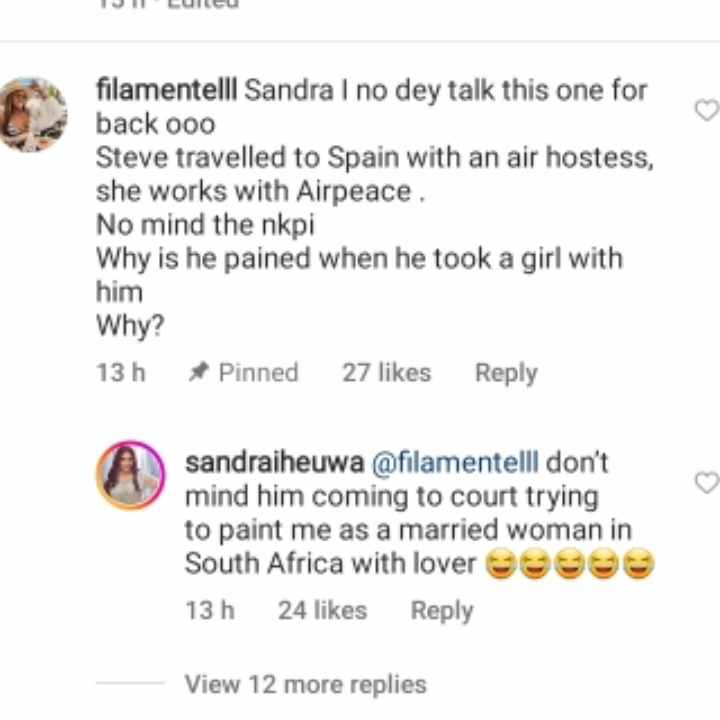 13 h · Edited
filamentelll Sandra I no dey talk this one for
back ooo
Steve travelled to Spain with an air hostess,
she works with Airpeace .
No mind the nkpi
Why is he pained when he took a girl with
him
Why?
13 h Pinned 27 likes Reply
sandraiheuwa @filamentelll don't
mind him coming to court trying
to paint me as a married woman in
South Africa with lover 😂😂😂😂😂
13 h 24 likes Reply
View 12 more replies